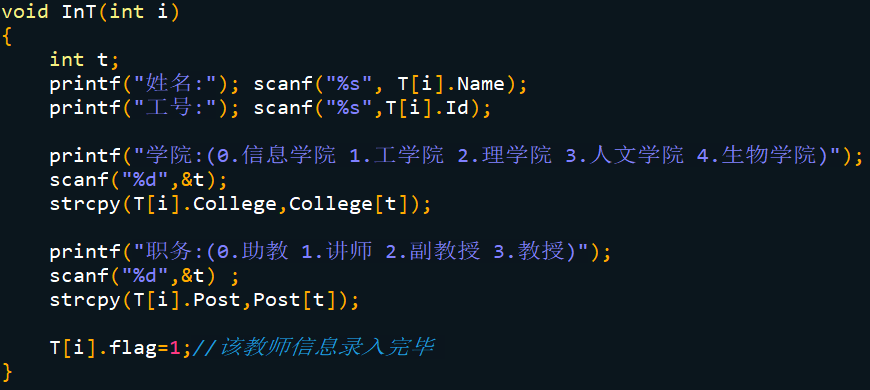 void InT(int i)
{
    int t;
    printf("姓名:"); scanf("%s", T[i].Name);
    printf("工号:"); scanf("%s",T[i].Id);

    printf("学院:(0.信息学院 1.工学院 2.理学院 3.人文学院 4.生物学院)");
    scanf("%d",&t);
    strcpy(T[i].College,College[t]);

    printf("职务:(0.助教 1.讲师 2.副教授 3.教授)");
    scanf("%d",&t) ;
    strcpy(T[i].Post,Post[t]);

    T[i].flag=1;//该教师信息录入完毕
}